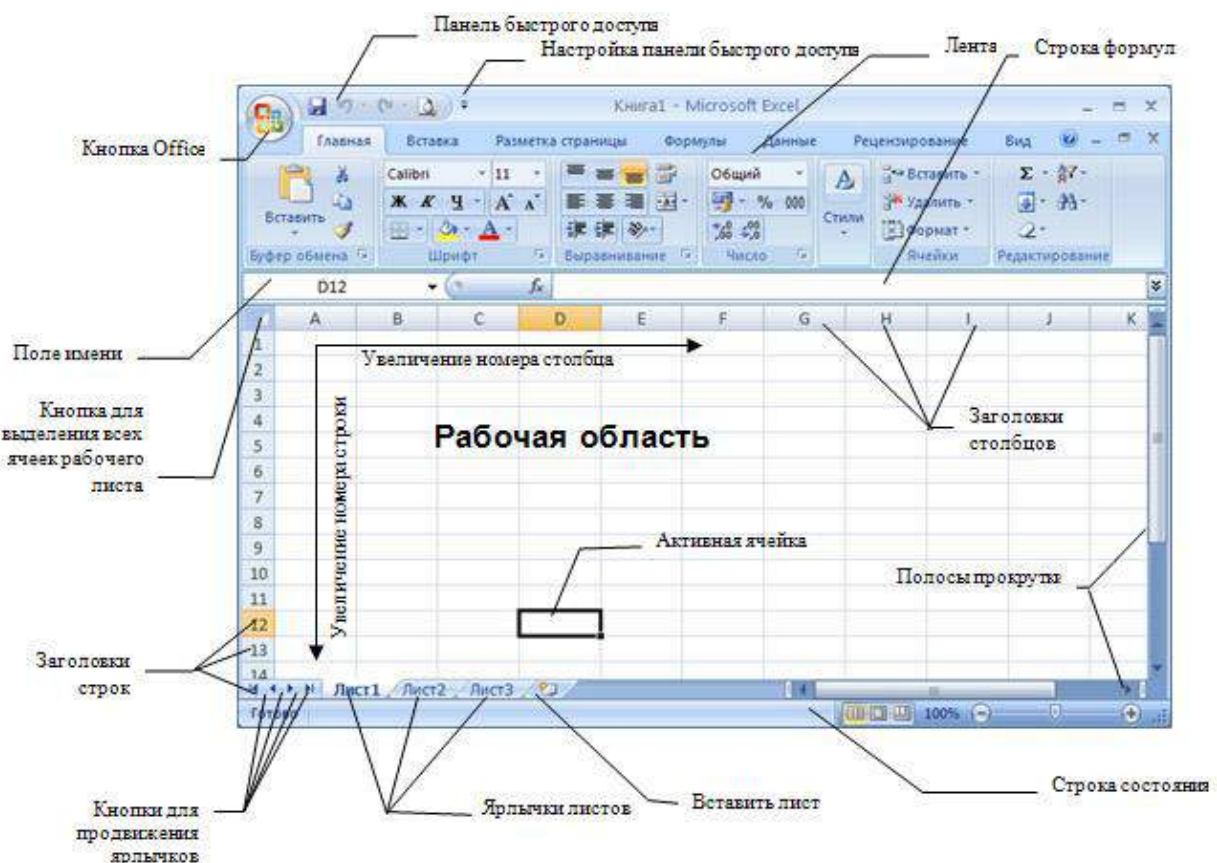 Панель быстрого доступа
Настройка панели быстрого доступа
Лента
Строка формул
Книга1 - Microsoft Excel
Кнопка Office
Главная Вставка Разметка страницы Формулы Данные Рецензирование Вид
Calibri 11 Общий
Вставить
Ж К Ч А А
% 000
Стили
Вставить
Удалить
Формат
Σ
А
Буфер обмена Шрифт Выравнивание Число Ячейки Редактирование
D12 fx
A B C D E F G H I J K
Поле имени
Увеличение номера столбца
Кнопка для
выделения всех
ячеек рабочего
листа
Увеличение номера строки
Рабочая область
Заголовки
столбцов
1
2
3
4
5
6
7
8
9
10
11
12
13
14
Активная ячейка
Полосы прокрутки
Заголовки
строк
Лист1 Лист2 Лист3
Готово 100%
Кнопки для
продвижения
ярлычков
Ярлычки листов
Вставить лист
Строка состояния